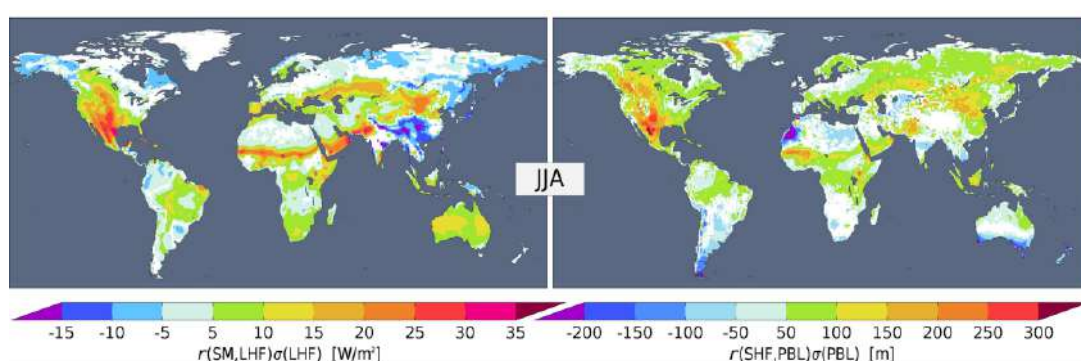 JJA
-15 -10 -5 5 10 15 20 25 30 35
r(SM,LHF)σ(LHF) [W/m²]
-200 -150 -100 -50 50 100 150 200 250 300
r(SHF,PBL)σ(PBL) [m]